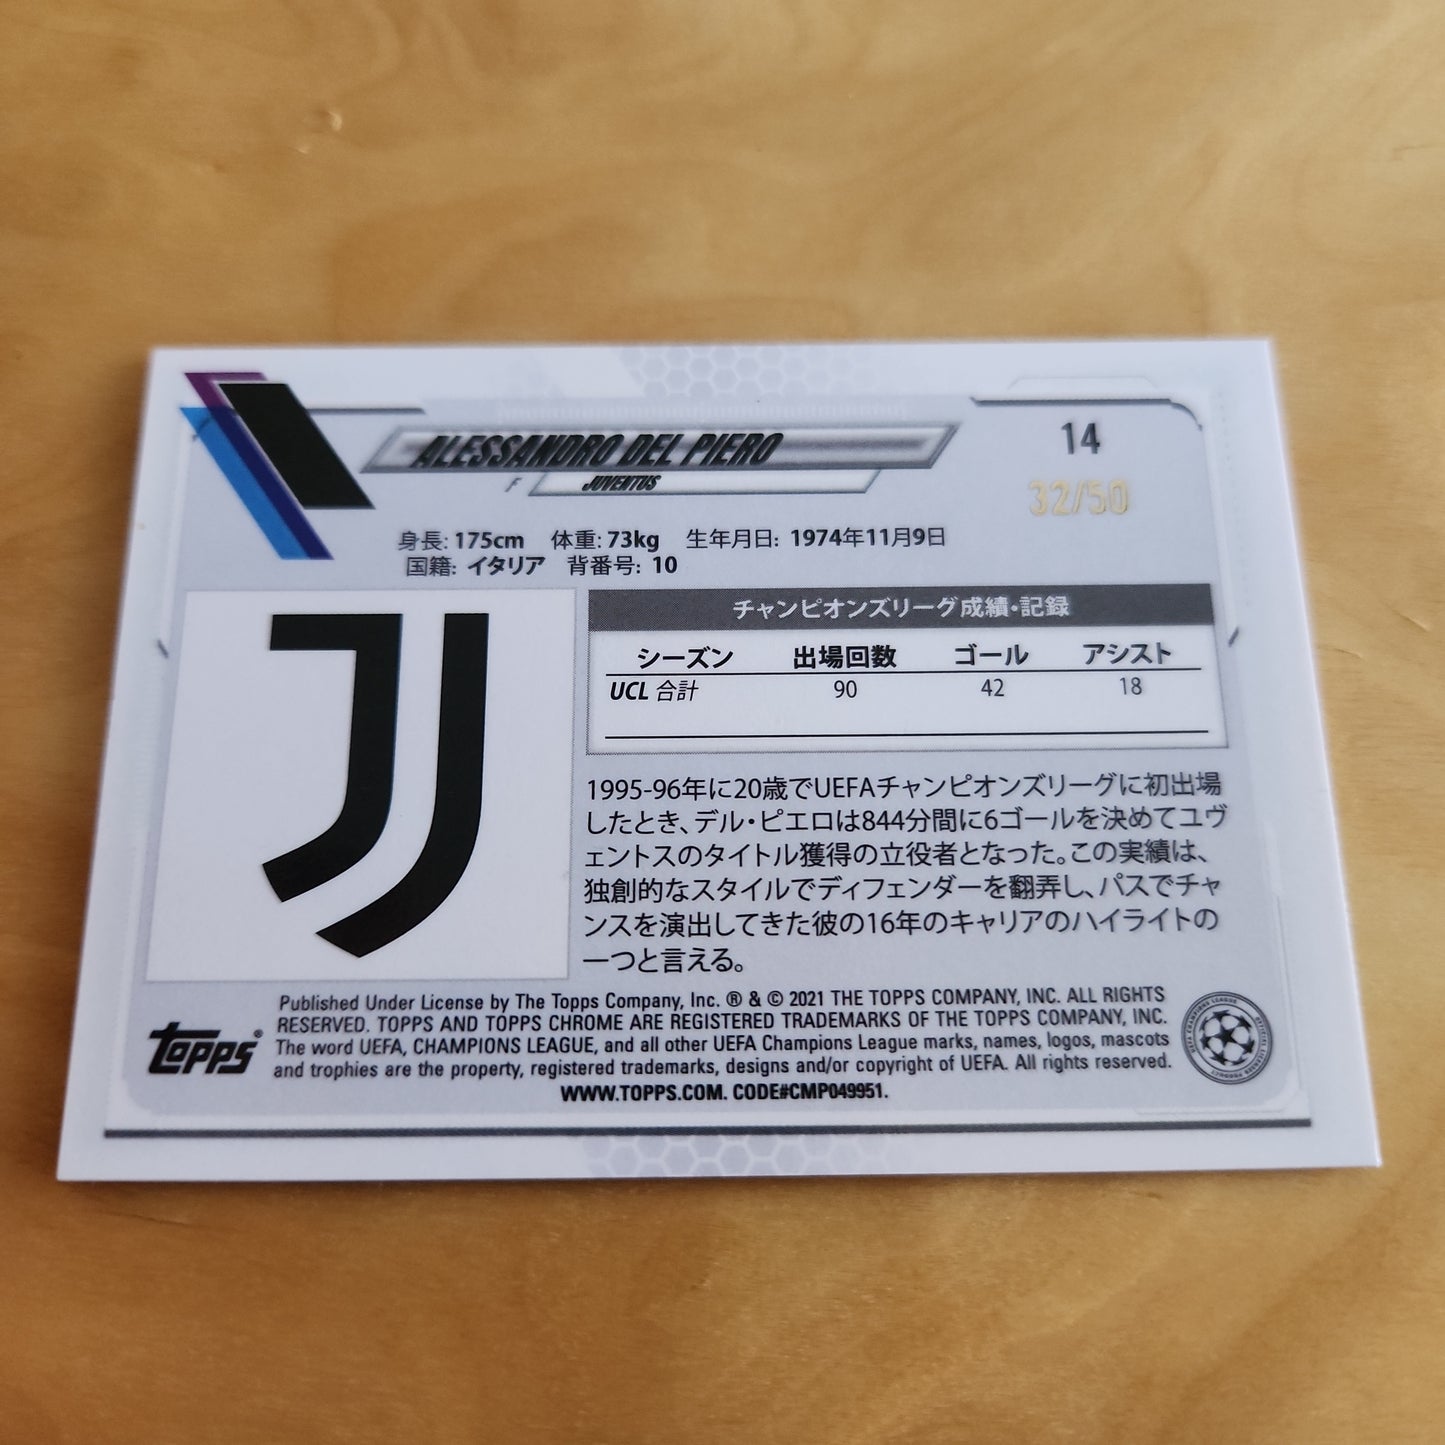 ALESSANDRO DEL PIERO
14
F JUVENTUS
32/50
身長: 175cm 体重: 73kg 生年月日: 1974年11月9日
国籍: イタリア 背番号: 10
チャンピオンズリーグ成績・記録
シーズン 出場回数 ゴール アシスト
UCL 合計 90 42 18
1995-96年に20歳でUEFAチャンピオンズリーグに初出場
したとき、デル・ピエロは844分間に6ゴールを決めてユヴ
ェントスのタイトル獲得の立役者となった。この実績は、
独創的なスタイルでディフェンダーを翻弄し、パスでチャ
ンスを演出してきた彼の16年のキャリアのハイライトの
一つと言える。
Published Under License by The Topps Company, Inc. ® & © 2021 THE TOPPS COMPANY, INC. ALL RIGHTS
RESERVED. TOPPS AND TOPPS CHROME ARE REGISTERED TRADEMARKS OF THE TOPPS COMPANY, INC.
The word UEFA, CHAMPIONS LEAGUE, and all other UEFA Champions League marks, names, logos, mascots
and trophies are the property, registered trademarks, designs and/or copyright of UEFA. All rights reserved.
WWW.TOPPS.COM. CODE#CMP049951.
Topps®
UEFA CHAMPIONS LEAGUE OFFICIAL LICENSED PRODUCT